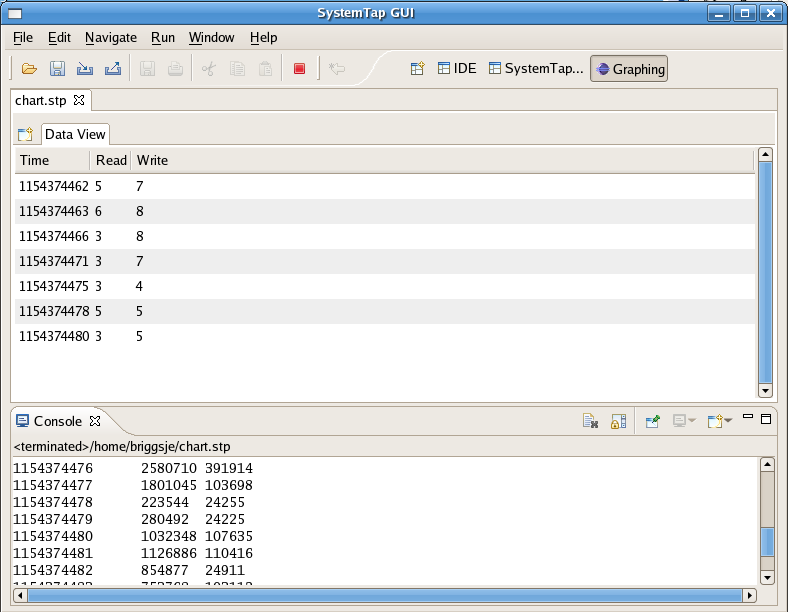 SystemTap GUI
File Edit Navigate Run Window Help
IDE SystemTap... Graphing
chart.stp
Data View
Time Read Write
1154374462 5 7
1154374463 6 8
1154374466 3 8
1154374471 3 7
1154374475 3 4
1154374478 5 5
1154374480 3 5
Console
<terminated>/home/briggsje/chart.stp
1154374476 2580710 391914
1154374477 1801045 103698
1154374478 223544 24255
1154374479 280492 24225
1154374480 1032348 107635
1154374481 1126886 110416
1154374482 854877 24911